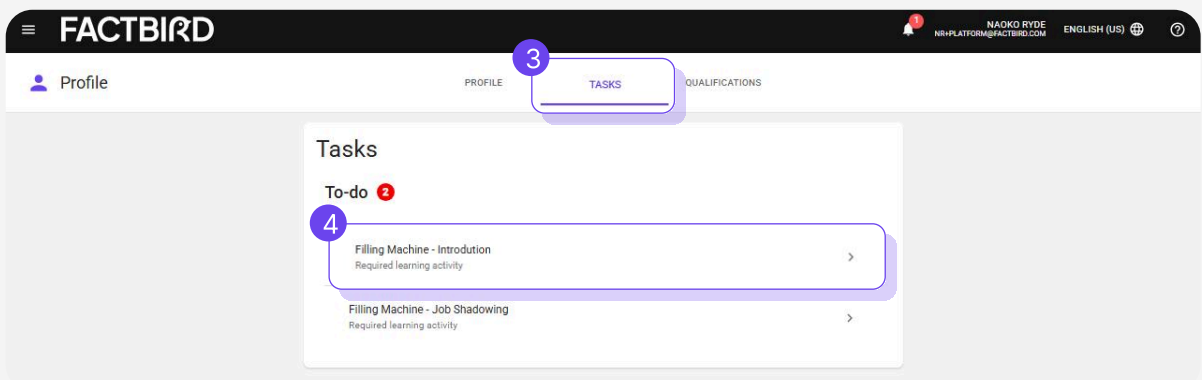 FACTBIRD
1
NAOKO RYDE
NR+PLATFORM@FACTBIRD.COM
ENGLISH (US)
?
Profile
PROFILE
3
TASKS
QUALIFICATIONS
Tasks
To-do 2
4
Filling Machine - Introdution
Required learning activity
Filling Machine - Job Shadowing
Required learning activity